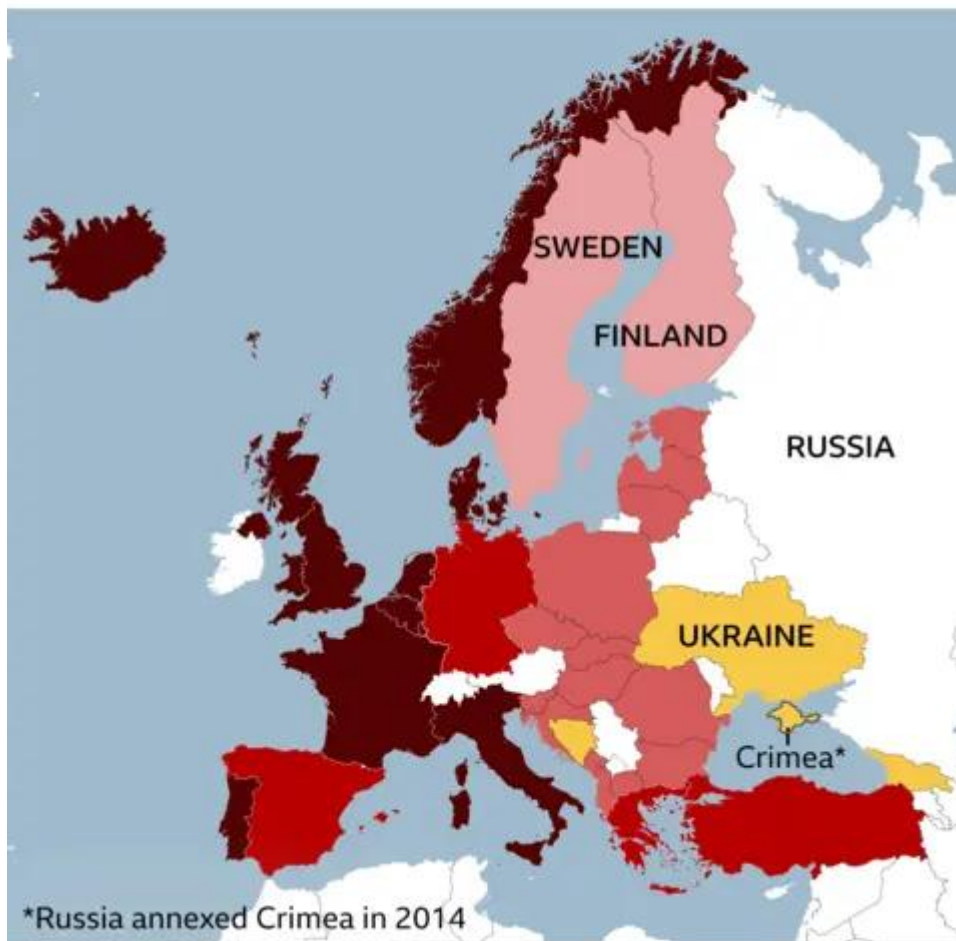 SWEDEN
FINLAND
RUSSIA
UKRAINE
Crimea*
*Russia annexed Crimea in 2014